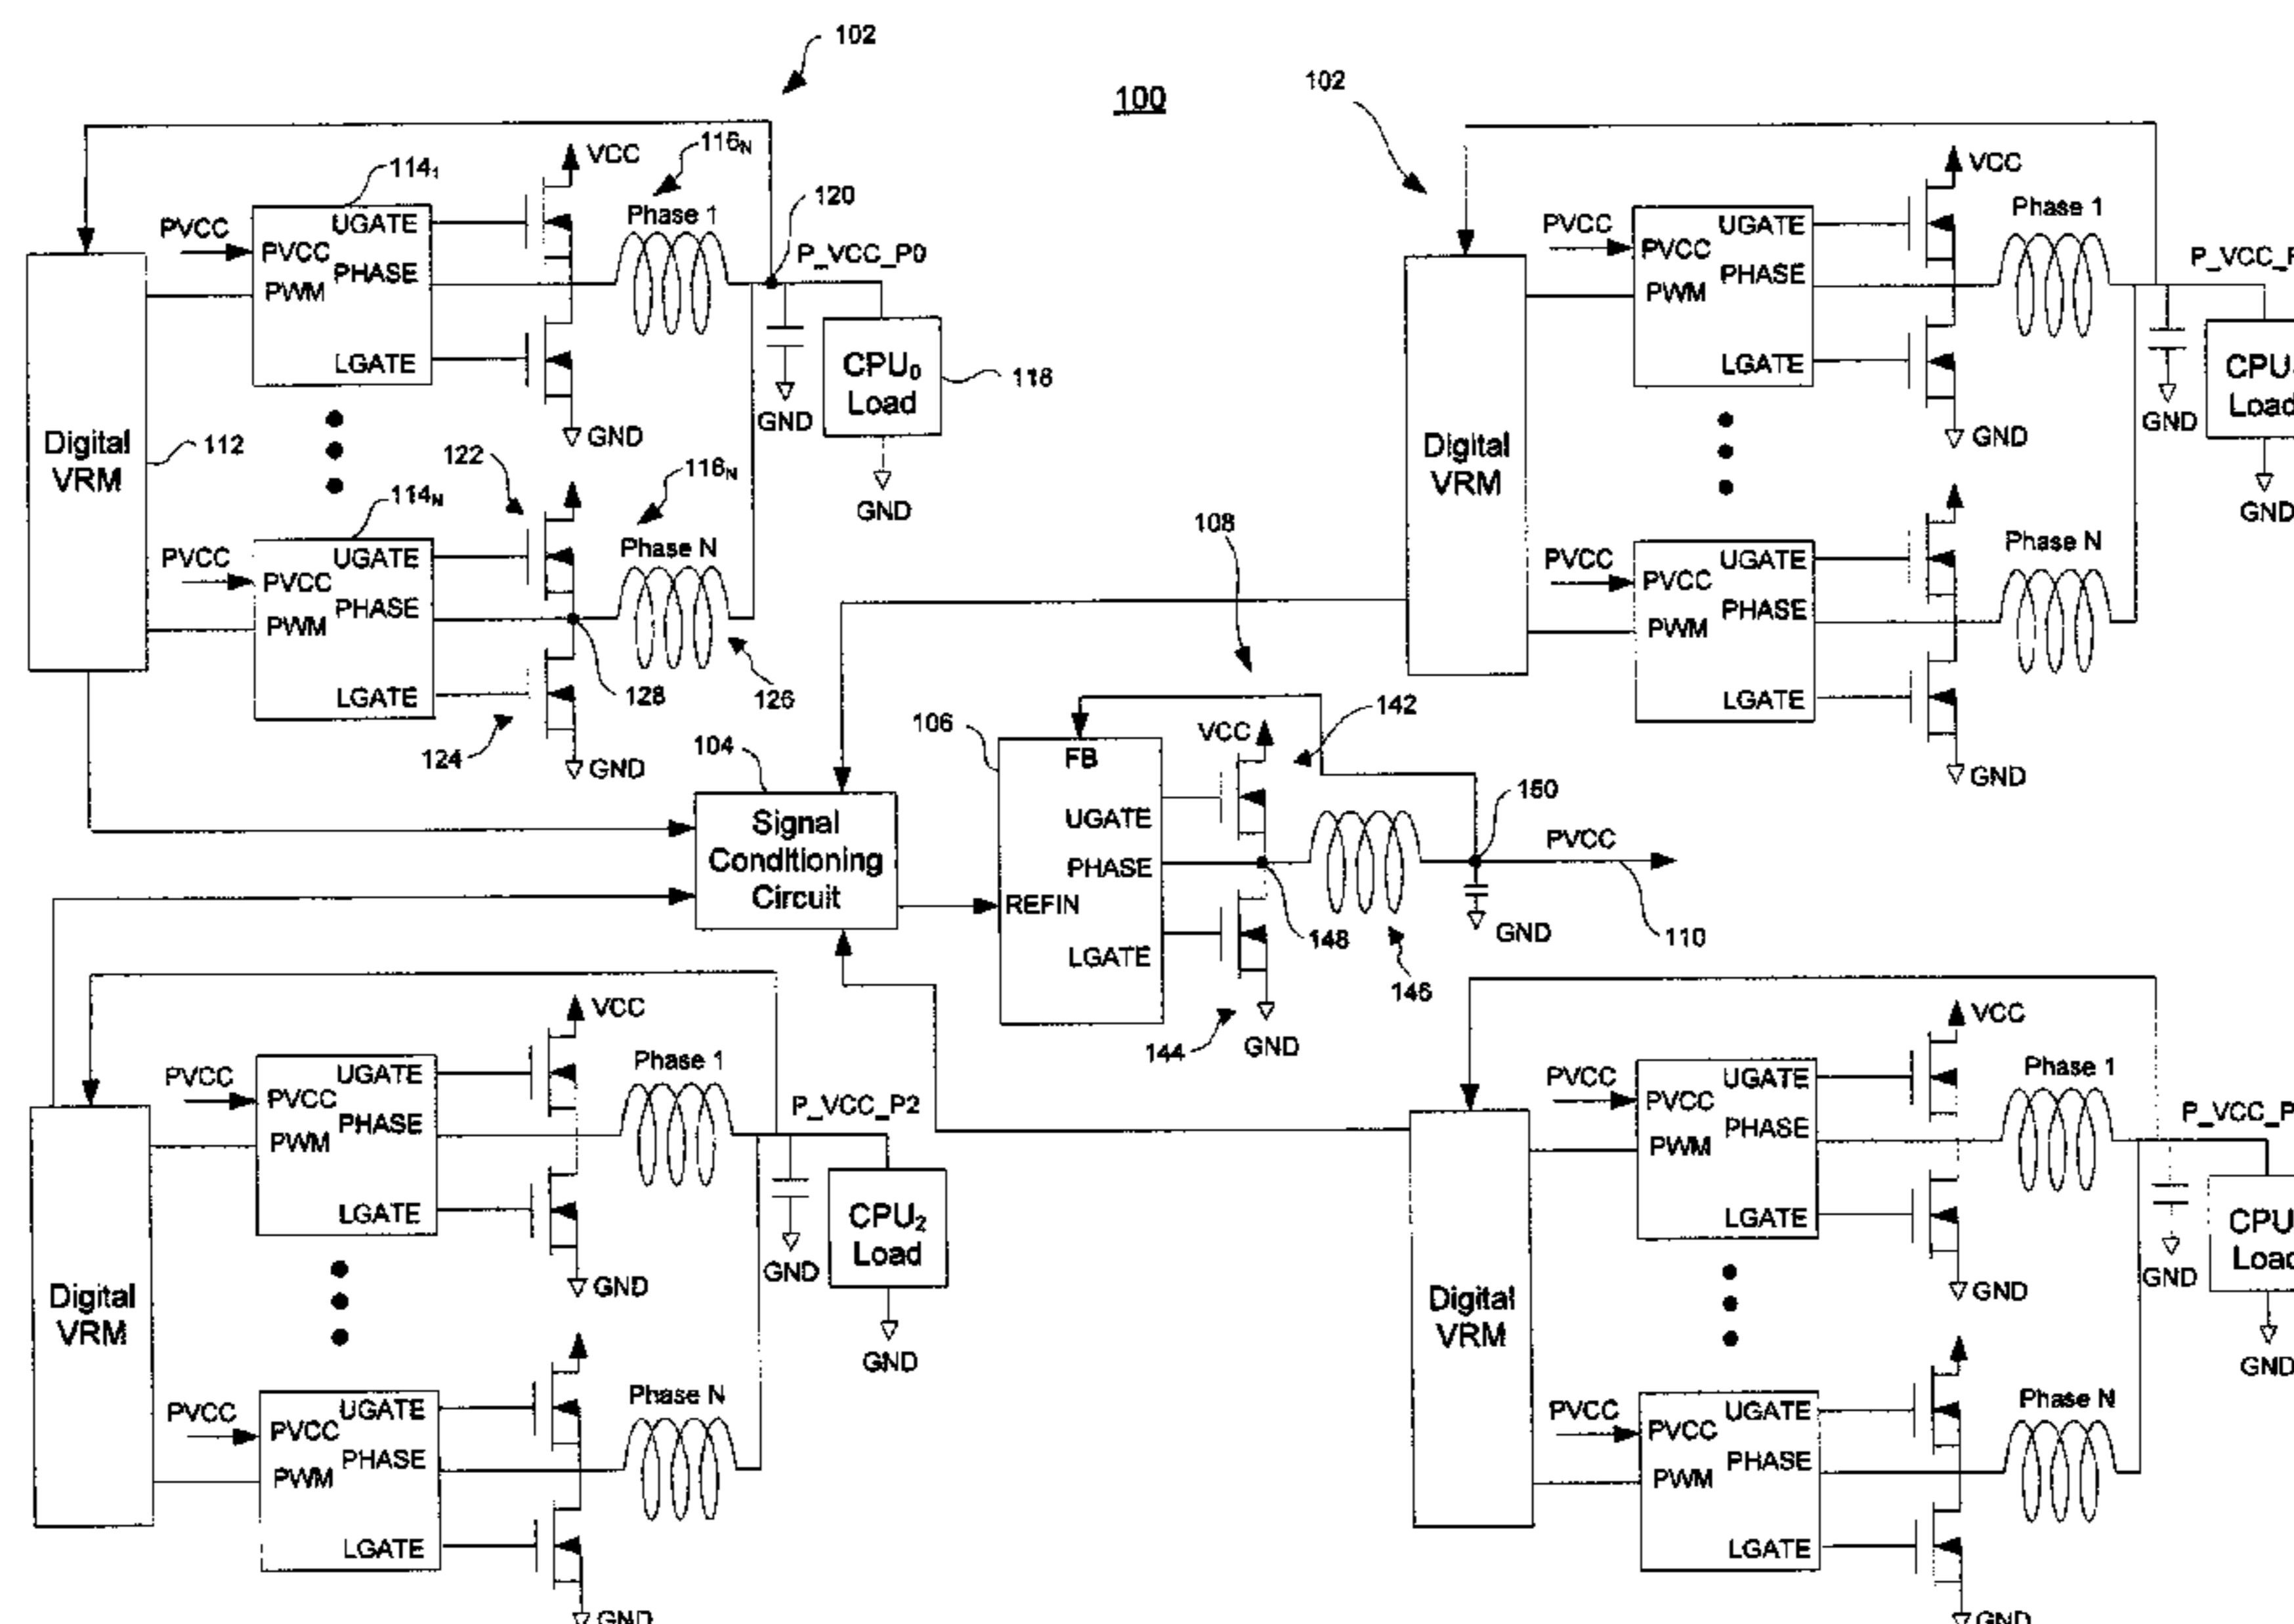 102
100
102
VCC
116N
114₁
120
PVCC
UGATE
PVCC
PHASE
PWM
LGATE
Phase 1
P_VCC_P0
CPU₀
Load
118
GND
GND
GND
Digital
VRM
112
122
116N
114N
PVCC
UGATE
PVCC
PHASE
PWM
LGATE
Phase N
128
126
124
GND
VCC
PVCC
UGATE
PVCC
PHASE
PWM
LGATE
Phase 1
P_VCC_P
CPU
Load
GND
GND
GND
Digital
VRM
PVCC
UGATE
PVCC
PHASE
PWM
LGATE
Phase N
GND
108
106
104
142
VCC
FB
UGATE
PHASE
REFIN
LGATE
Signal
Conditioning
Circuit
150
PVCC
GND
110
148
146
144
GND
VCC
PVCC
UGATE
PVCC
PHASE
PWM
LGATE
Phase 1
P_VCC_P2
CPU₂
Load
GND
GND
GND
Digital
VRM
PVCC
UGATE
PVCC
PHASE
PWM
LGATE
Phase N
GND
VCC
PVCC
UGATE
PVCC
PHASE
PWM
LGATE
Phase 1
P_VCC_P
CPU
Load
GND
GND
GND
Digital
VRM
PVCC
UGATE
PVCC
PHASE
PWM
LGATE
Phase N
GND